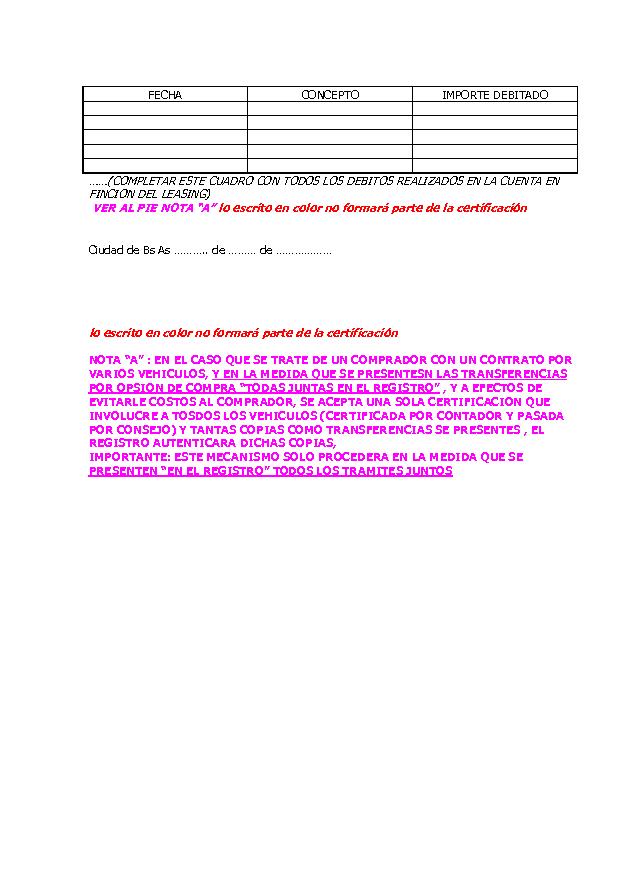 FECHA CONCEPTO IMPORTE DEBITADO
……(COMPLETAR ESTE CUADRO CON TODOS LOS DEBITOS REALIZADOS EN LA CUENTA EN
FINCION DEL LEASING)
VER AL PIE NOTA “A” lo escrito en color no formará parte de la certificación
Ciudad de Bs As ……….. de ……… de ………………
lo escrito en color no formará parte de la certificación
NOTA “A” : EN EL CASO QUE SE TRATE DE UN COMPRADOR CON UN CONTRATO POR
VARIOS VEHICULOS, Y EN LA MEDIDA QUE SE PRESENTESN LAS TRANSFERENCIAS
POR OPSION DE COMPRA “TODAS JUNTAS EN EL REGISTRO” , Y A EFECTOS DE
EVITARLE COSTOS AL COMPRADOR, SE ACEPTA UNA SOLA CERTIFICACION QUE
INVOLUCRE A TOSDOS LOS VEHICULOS (CERTIFICADA POR CONTADOR Y PASADA
POR CONSEJO) Y TANTAS COPIAS COMO TRANSFERENCIAS SE PRESENTES , EL
REGISTRO AUTENTICARA DICHAS COPIAS,
IMPORTANTE: ESTE MECANISMO SOLO PROCEDERA EN LA MEDIDA QUE SE
PRESENTEN “EN EL REGISTRO” TODOS LOS TRAMITES JUNTOS